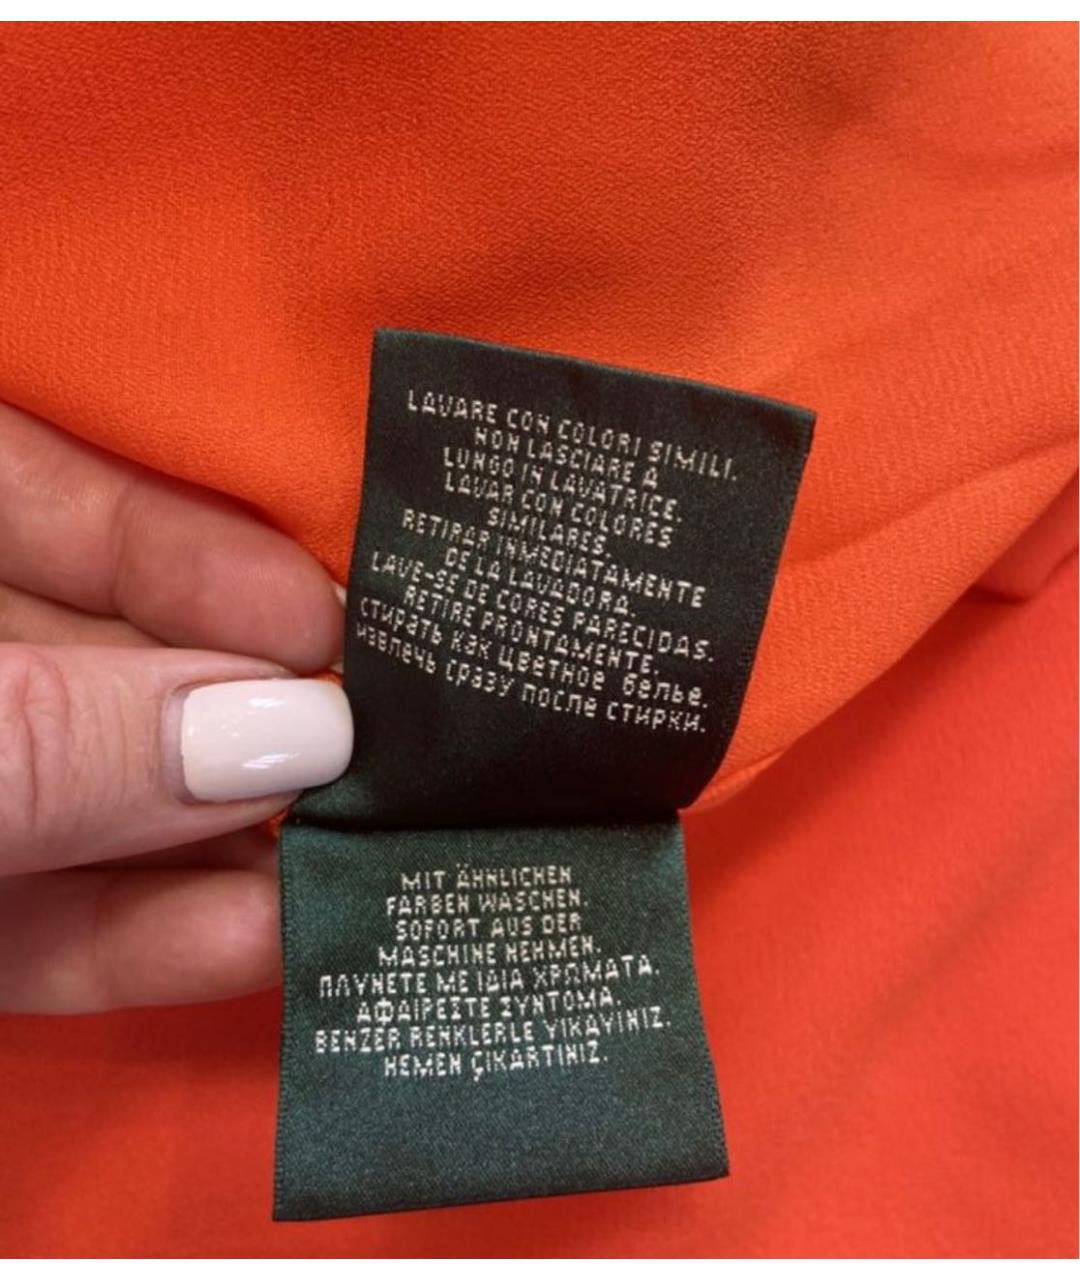 LAVARE CON COLORI SIMILI.
NON LASCIARE A
LUNGO IN LAVATRICE.
LAVAR CON COLORES
SIMILARES.
RETIRAR INMEDIATAMENTE
DE LA LAVADORA.
LAVE-SE DE CORES PARECIDAS.
RETIRE PRONTAMENTE.
стирать как цветное белье.
извлечь сразу после стирки.
MIT ÄHNLICHEN
FARBEN WASCHEN.
SOFORT AUS DER
MASCHINE NEHMEN.
ΠΛΥΝΕΤΕ ΜΕ ΙΔΙΑ ΧΡΩΜΑΤΑ.
ΑΦΑΙΡΕΣΤΕ ΣΥΝΤΟΜΑ.
BENZER RENKLERLE YIKAYINIZ.
HEMEN ÇIKARTINIZ.